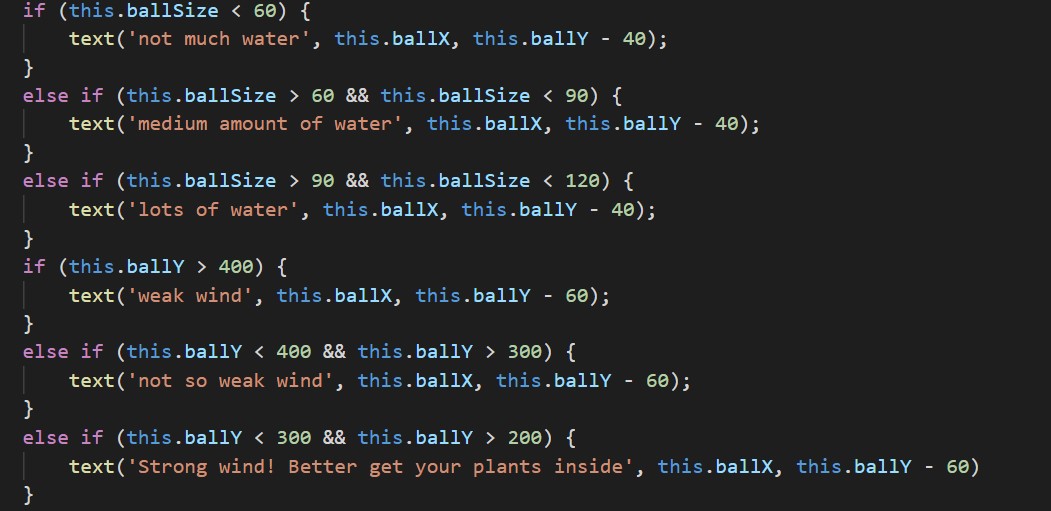 if (this.ballSize < 60) {
    text('not much water', this.ballX, this.ballY - 40);
}
else if (this.ballSize > 60 && this.ballSize < 90) {
    text('medium amount of water', this.ballX, this.ballY - 40);
}
else if (this.ballSize > 90 && this.ballSize < 120) {
    text('lots of water', this.ballX, this.ballY - 40);
}
if (this.ballY > 400) {
    text('weak wind', this.ballX, this.ballY - 60);
}
else if (this.ballY < 400 && this.ballY > 300) {
    text('not so weak wind', this.ballX, this.ballY - 60);
}
else if (this.ballY < 300 && this.ballY > 200) {
    text('Strong wind! Better get your plants inside', this.ballX, this.ballY - 60)
}